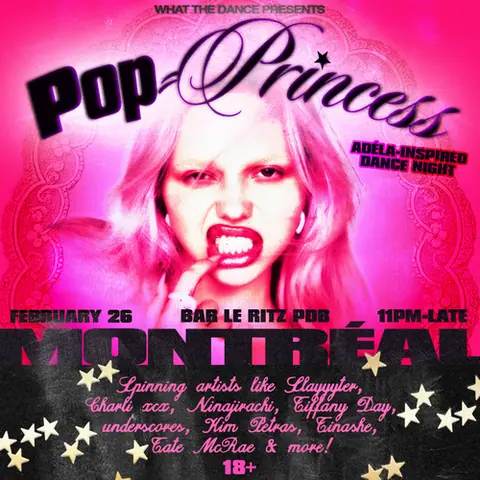 WHAT THE DANCE PRESENTS
Pop Princess
ADÉLA-INSPIRED
DANCE NIGHT
FEBRUARY 26 BAR LE RITZ PDB 11PM-LATE
MONTRÉAL
Spinning artists like Slayyyter,
Charli xcx, Ninajirachi, Tiffany Day,
underscores, Kim Petras, Tinashe,
Tate McRae & more!
18+